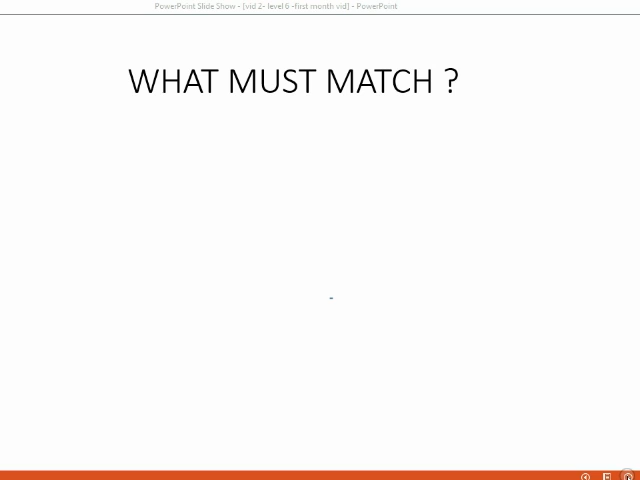 PowerPoint Slide Show - [vid 2- level 6 -first month vid] - PowerPoint
WHAT MUST MATCH ?
-